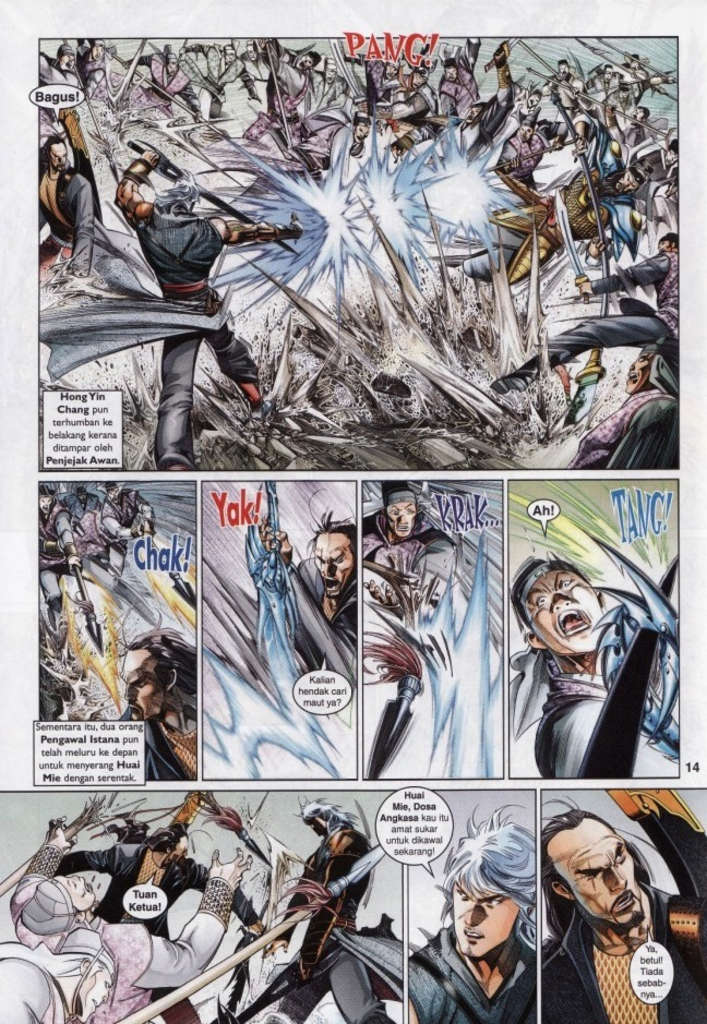 PANG!
Bagus!
Hong Yin
Chang pun
terhumban ke
belakang kerana
ditampar oleh
Penjejak Awan.
Chak!
Sementara itu, dua orang
Pengawal Istana pun
telah meluru ke depan
untuk menyerang Huai
Mie dengan serentak.
Yak!
Kalian
hendak cari
maut ya?
KRAK...
Ah!
TANG!
14
Tuan
Ketua!
Huai
Mie, Dosa
Angkasa kau itu
amat sukar
untuk dikawal
sekarang!
Ya,
betul!
Tiada
sebab-
nya...